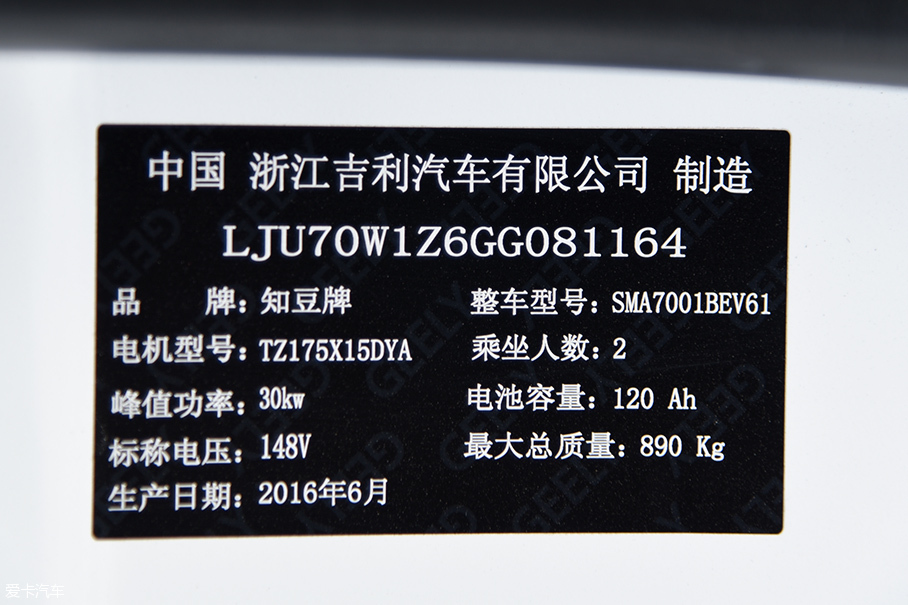 中国 浙江吉利汽车有限公司 制造
LJU70W1Z6GG081164
品 牌：知豆牌 整车型号：SMA7001BEV61
电机型号：TZ175X15DYA 乘坐人数：2
峰值功率：30kw 电池容量：120 Ah
标称电压：148V 最大总质量：890 Kg
生产日期：2016年6月
GEELY
爱卡汽车